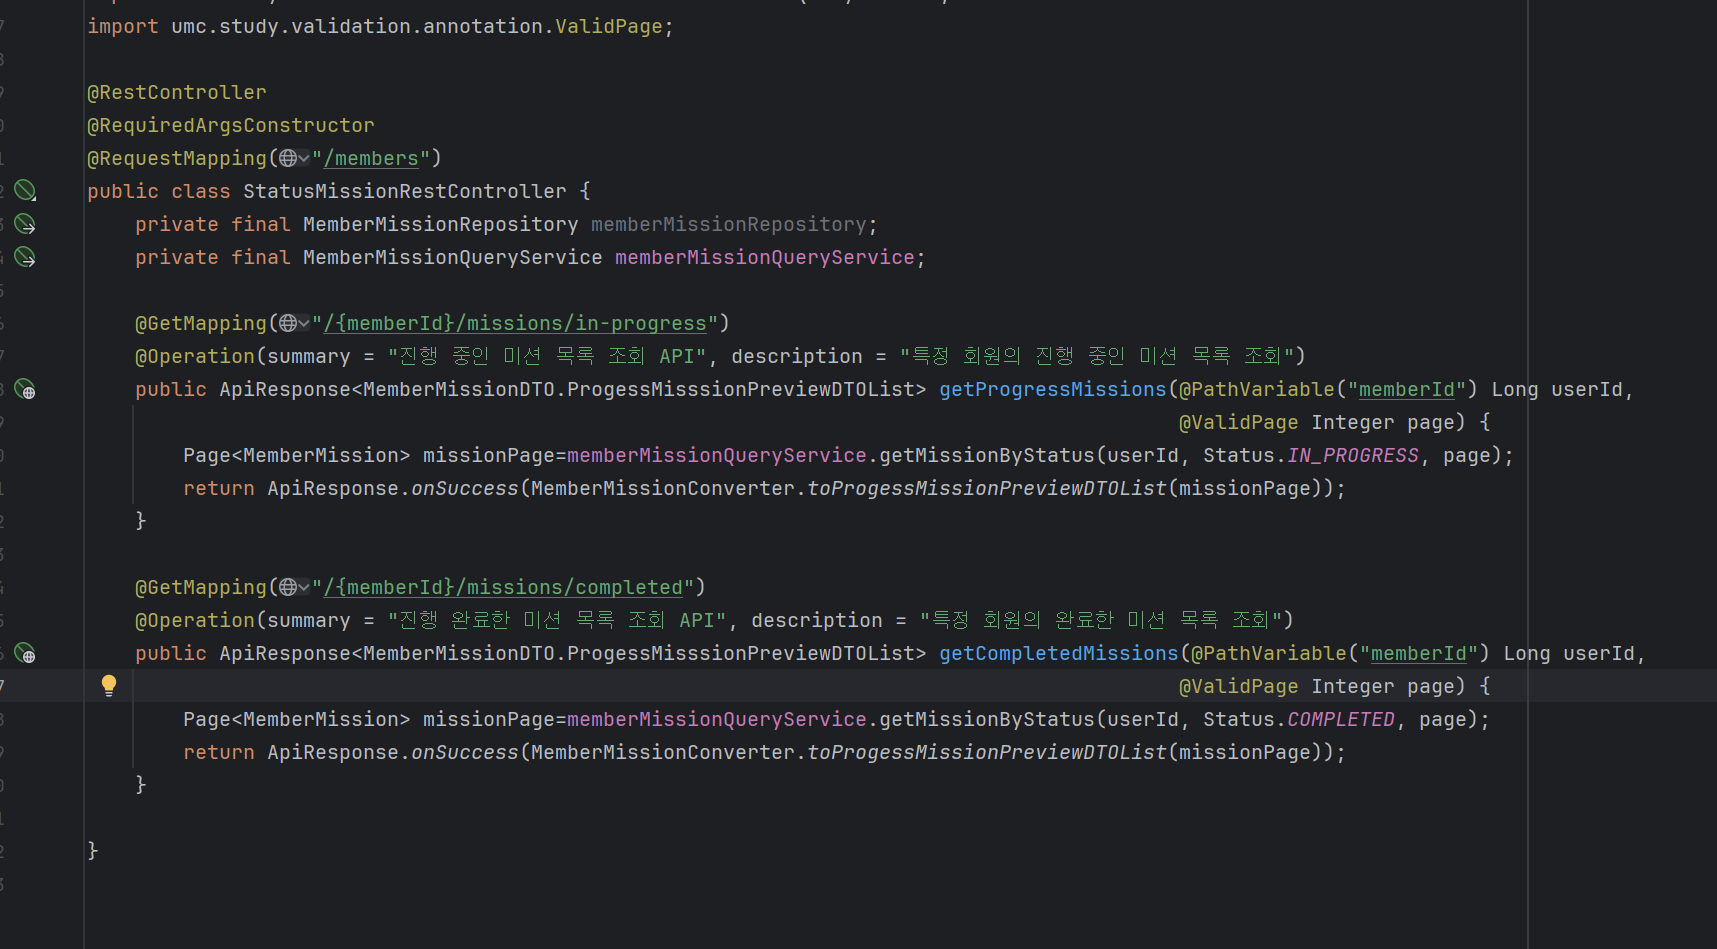 import umc.study.validation.annotation.ValidPage;
@RestController
@RequiredArgsConstructor
@RequestMapping("/members")
public class StatusMissionRestController {
private final MemberMissionRepository memberMissionRepository;
private final MemberMissionQueryService memberMissionQueryService;
@GetMapping("/{memberId}/missions/in-progress")
@Operation(summary = "진행 중인 미션 목록 조회 API", description = "특정 회원의 진행 중인 미션 목록 조회")
public ApiResponse<MemberMissionDTO.ProgessMisssionPreviewDTOList> getProgressMissions(@PathVariable("memberId") Long userId,
@ValidPage Integer page) {
Page<MemberMission> missionPage=memberMissionQueryService.getMissionByStatus(userId, Status.IN_PROGRESS, page);
return ApiResponse.onSuccess(MemberMissionConverter.toProgessMissionPreviewDTOList(missionPage));
}
@GetMapping("/{memberId}/missions/completed")
@Operation(summary = "진행 완료한 미션 목록 조회 API", description = "특정 회원의 완료한 미션 목록 조회")
public ApiResponse<MemberMissionDTO.ProgessMisssionPreviewDTOList> getCompletedMissions(@PathVariable("memberId") Long userId,
@ValidPage Integer page) {
Page<MemberMission> missionPage=memberMissionQueryService.getMissionByStatus(userId, Status.COMPLETED, page);
return ApiResponse.onSuccess(MemberMissionConverter.toProgessMissionPreviewDTOList(missionPage));
}
}